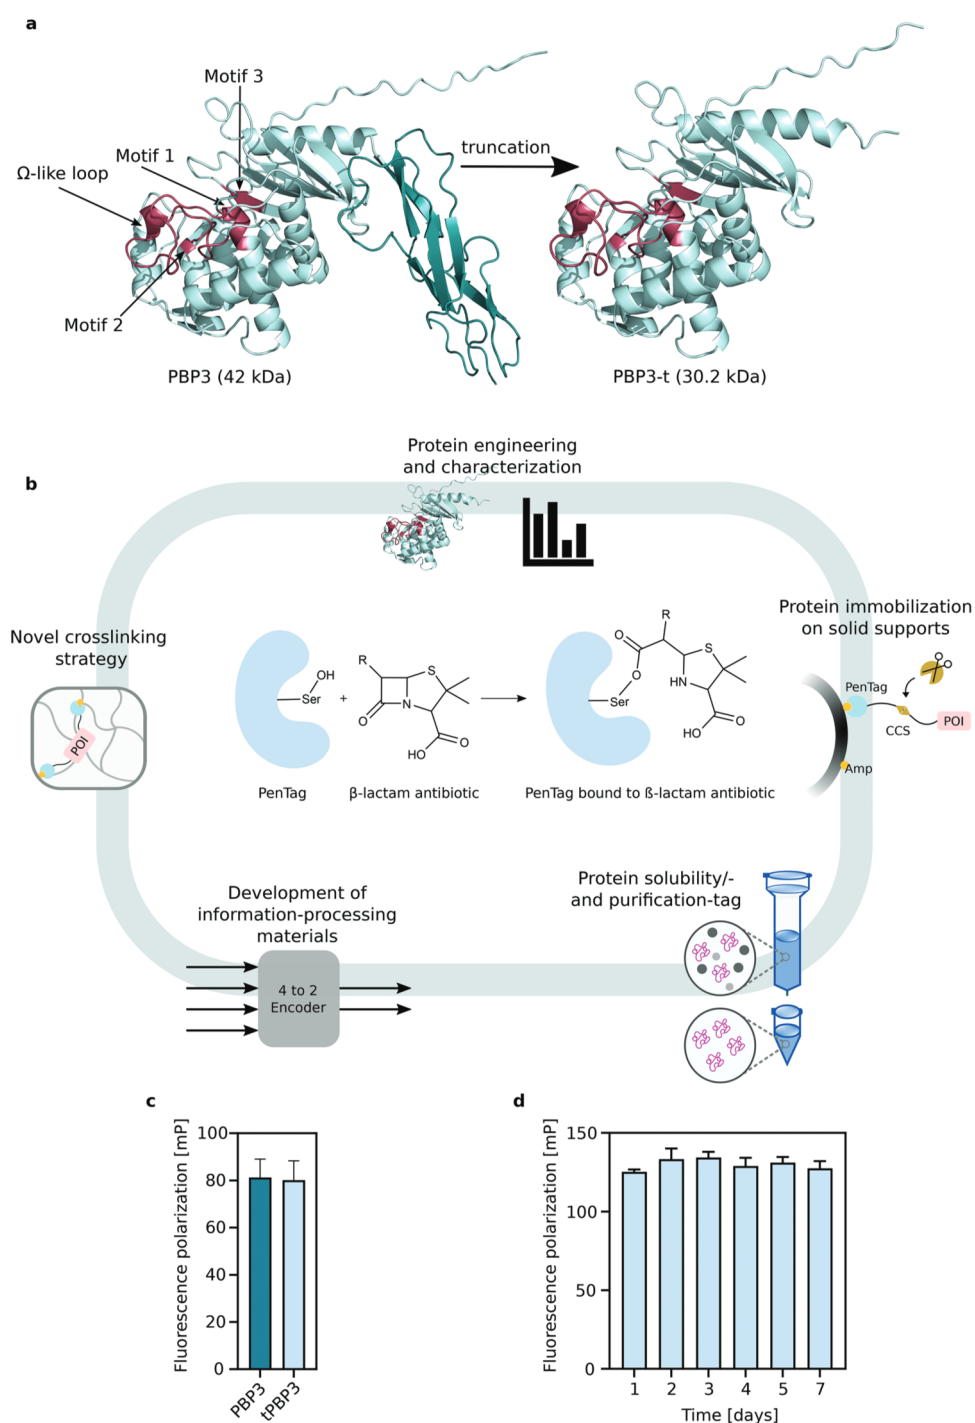 a
Motif 3
Motif 1
Ω-like loop
Motif 2
truncation
PBP3 (42 kDa)
PBP3-t (30.2 kDa)
b
Protein engineering
and characterization
Novel crosslinking
strategy
POI
Protein immobilization
on solid supports
PenTag
CCS
POI
Amp
Ser
OH
+
R
S
N
O
HO
O
Ser
O
O
R
S
HN
HO
O
PenTag
β-lactam antibiotic
PenTag bound to ß-lactam antibiotic
Development of
information-processing
materials
4 to 2
Encoder
Protein solubility/-
and purification-tag
c
Fluorescence polarization [mP]
100
80
60
40
20
0
PBP3
tPBP3
d
Fluorescence polarization [mP]
150
100
50
0
1 2 3 4 5 7
Time [days]